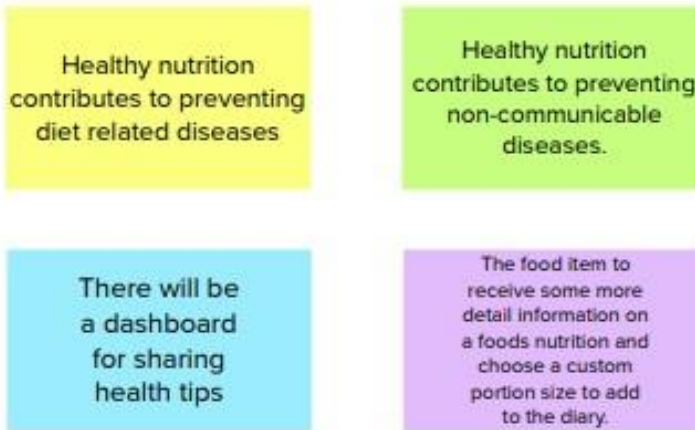 Healthy nutrition
contributes to preventing
diet related diseases
Healthy nutrition
contributes to preventing
non-communicable
diseases.
There will be
a dashboard
for sharing
health tips
The food item to
receive some more
detail information on
a foods nutrition and
choose a custom
portion size to add
to the diary.